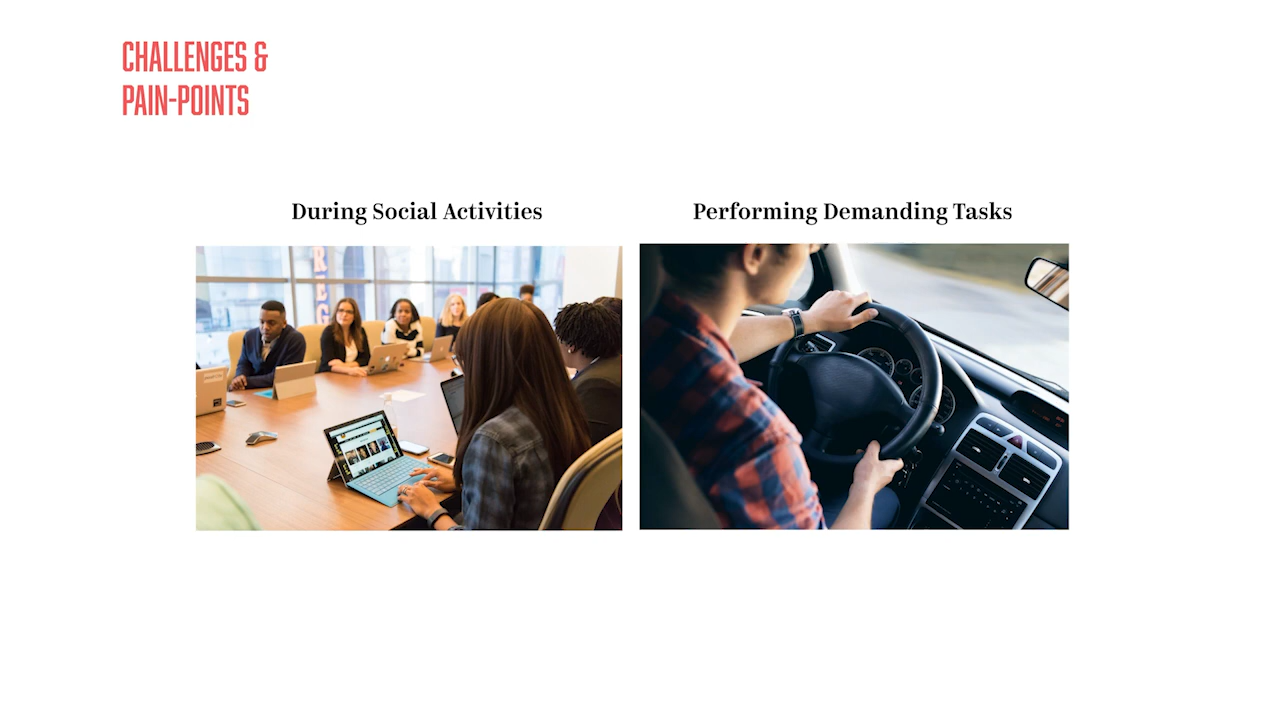 CHALLENGES &
PAIN-POINTS
During Social Activities
Performing Demanding Tasks